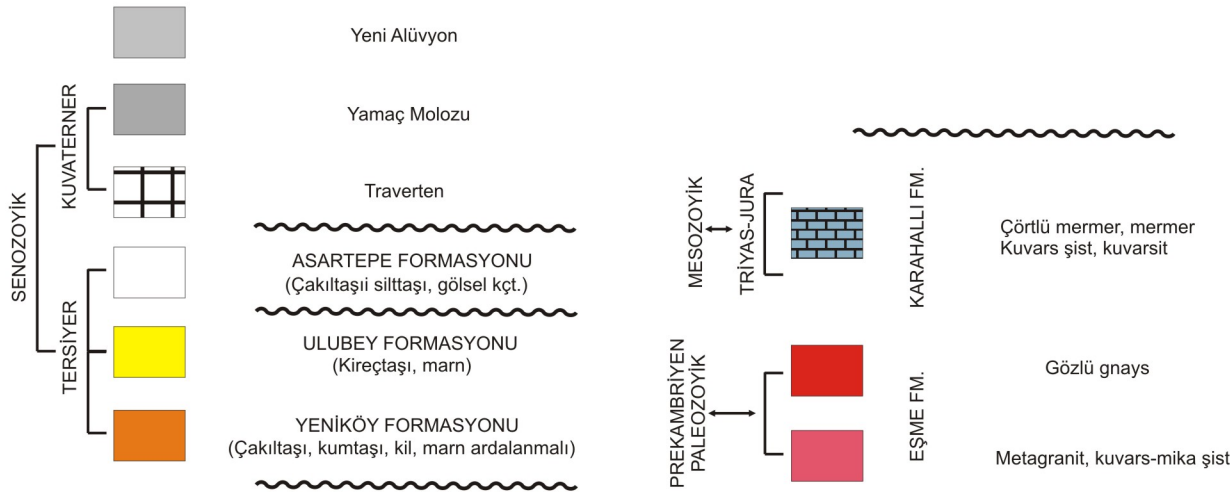 Yeni Alüvyon
Yamaç Molozu
Traverten
ASARTEPE FORMASYONU
(Çakıltaşıi silttaşı, gölsel kçt.)
ULUBEY FORMASYONU
(Kireçtaşı, marn)
YENİKÖY FORMASYONU
(Çakıltaşı, kumtaşı, kil, marn ardalanmalı)
SENOZOYİK
KUVATERNER
TERSİYER
MESOZOYİK
TRİYAS-JURA
KARAHALLI FM.
Çörtlü mermer, mermer
Kuvars şist, kuvarsit
PREKAMBRİYEN
PALEOZOYİK
EŞME FM.
Gözlü gnays
Metagranit, kuvars-mika şist